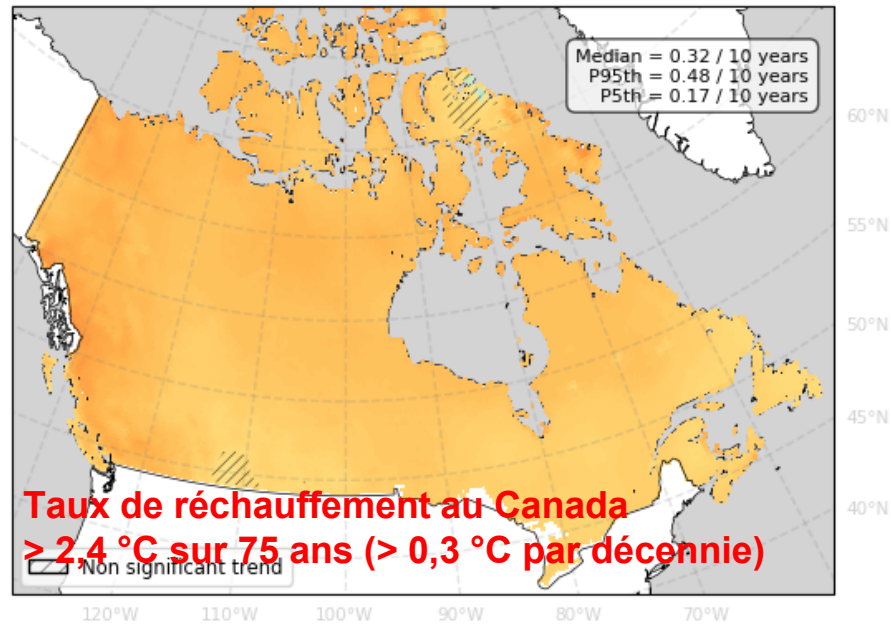 Median = 0.32 / 10 years
P95th = 0.48 / 10 years
P5th = 0.17 / 10 years
60°N
55°N
50°N
45°N
40°N
Taux de réchauffement au Canada
> 2,4 °C sur 75 ans (> 0,3 °C par décennie)
Non significant trend
120°W
110°W
100°W
90°W
80°W
70°W